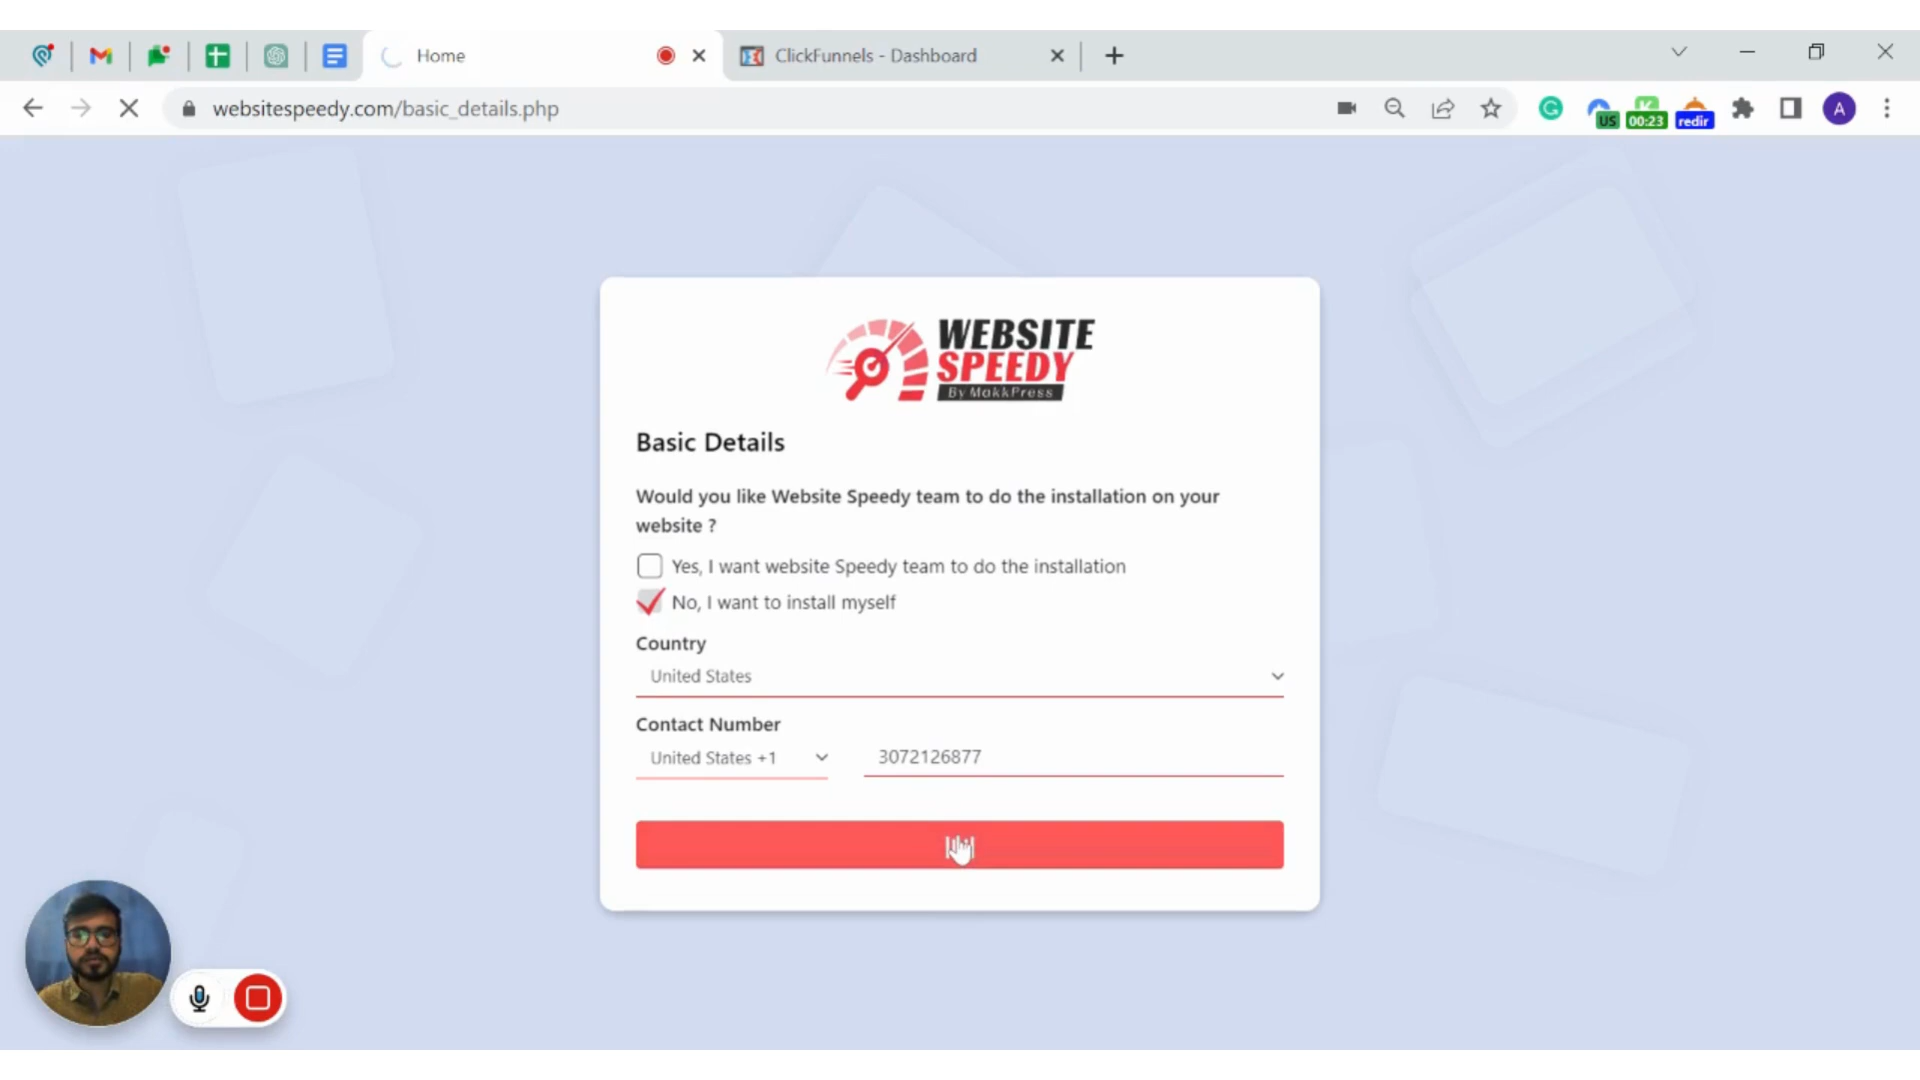 Home
ClickFunnels - Dashboard
websitespeedy.com/basic_details.php
US
00:23
redir
A
WEBSITE
SPEEDY
By MakkPress
Basic Details
Would you like Website Speedy team to do the installation on your
website ?
Yes, I want website Speedy team to do the installation
No, I want to install myself
Country
United States
Contact Number
United States +1
3072126877